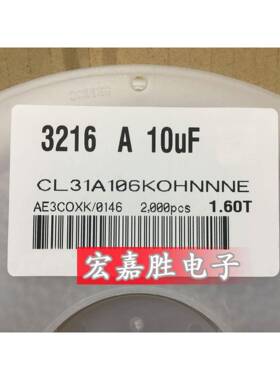 3216 A 10uF
CL31A106KOHNNNE
AE3COXK/0146 2,000pcs 1.60T
宏嘉胜电子